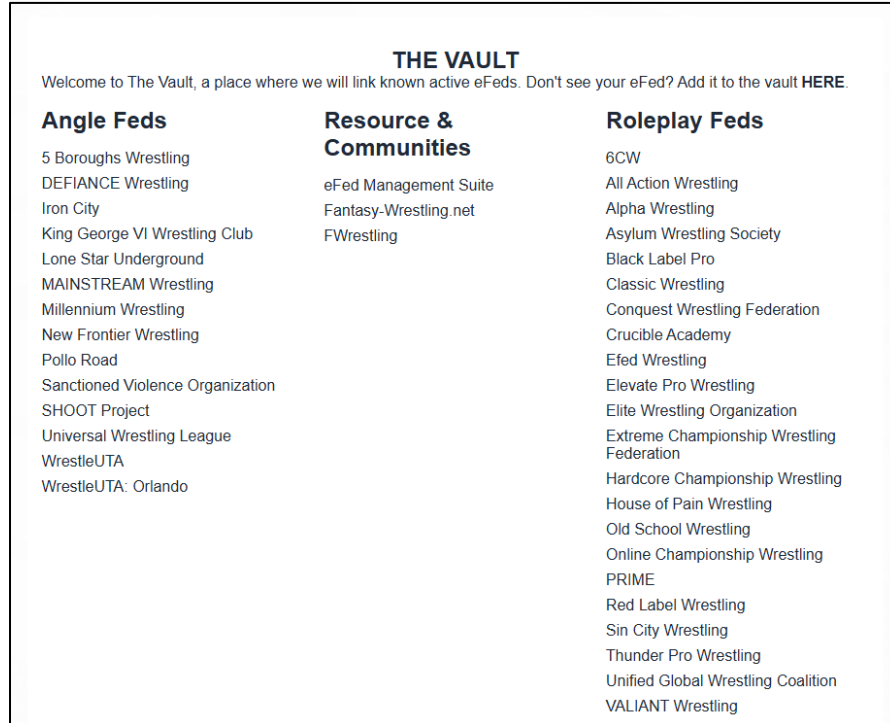 THE VAULT
Welcome to The Vault, a place where we will link known active eFeds. Don't see your eFed? Add it to the vault HERE.
Angle Feds
5 Boroughs Wrestling
DEFIANCE Wrestling
Iron City
King George VI Wrestling Club
Lone Star Underground
MAINSTREAM Wrestling
Millennium Wrestling
New Frontier Wrestling
Pollo Road
Sanctioned Violence Organization
SHOOT Project
Universal Wrestling League
WrestleUTA
WrestleUTA: Orlando
Resource &
Communities
eFed Management Suite
Fantasy-Wrestling.net
FWrestling
Roleplay Feds
6CW
All Action Wrestling
Alpha Wrestling
Asylum Wrestling Society
Black Label Pro
Classic Wrestling
Conquest Wrestling Federation
Crucible Academy
Efed Wrestling
Elevate Pro Wrestling
Elite Wrestling Organization
Extreme Championship Wrestling
Federation
Hardcore Championship Wrestling
House of Pain Wrestling
Old School Wrestling
Online Championship Wrestling
PRIME
Red Label Wrestling
Sin City Wrestling
Thunder Pro Wrestling
Unified Global Wrestling Coalition
VALIANT Wrestling